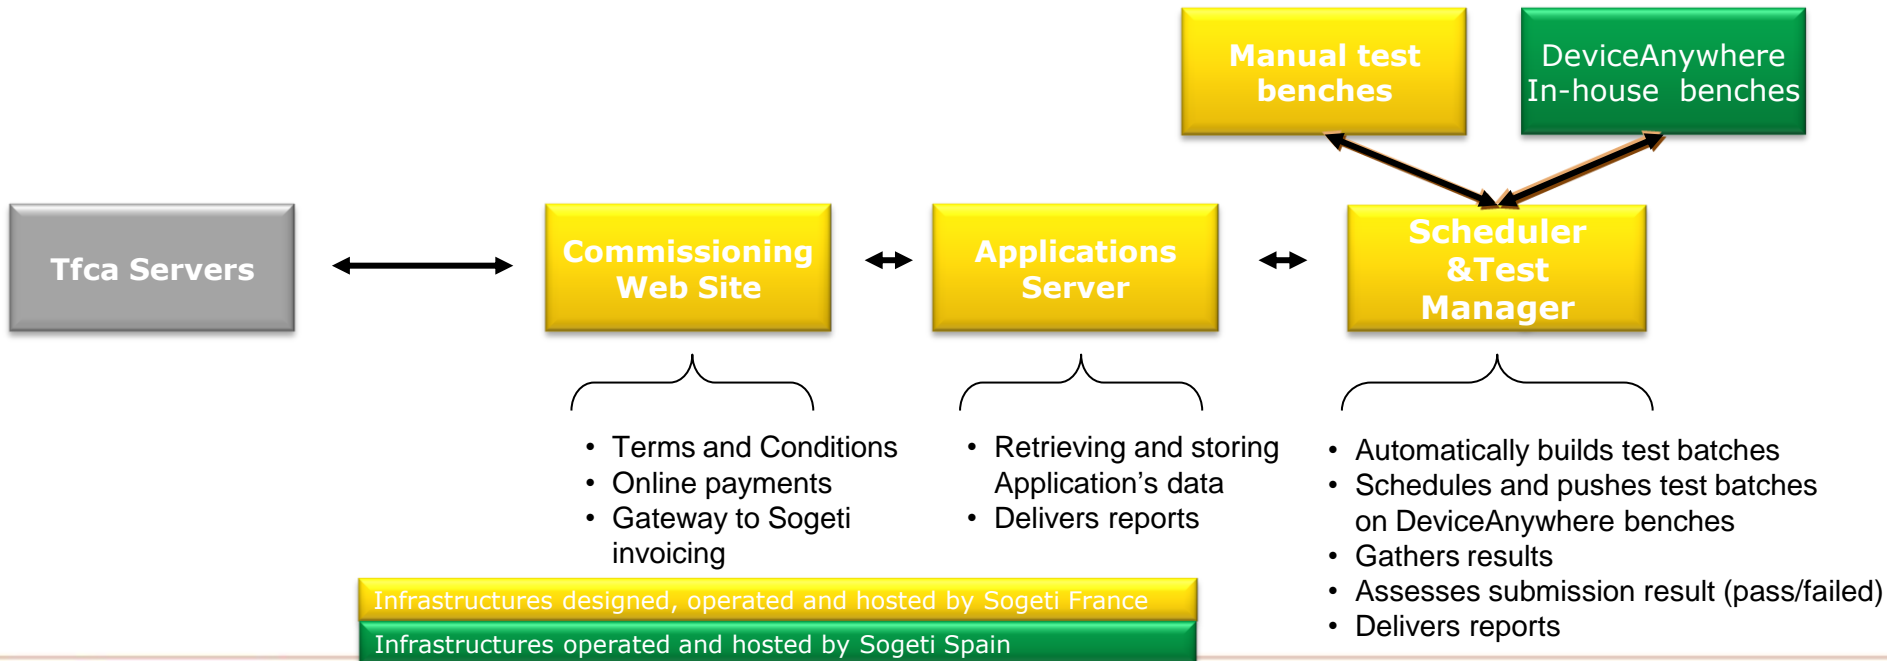 Manual test
benches
DeviceAnywhere
In-house benches
Tfca Servers
Commissioning
Web Site
Applications
Server
Scheduler
&Test
Manager
• Terms and Conditions
• Online payments
• Gateway to Sogeti
invoicing
• Retrieving and storing
Application's data
• Delivers reports
• Automatically builds test batches
• Schedules and pushes test batches
on DeviceAnywhere benches
• Gathers results
• Assesses submission result (pass/failed)
• Delivers reports
Infrastructures designed, operated and hosted by Sogeti France
Infrastructures operated and hosted by Sogeti Spain